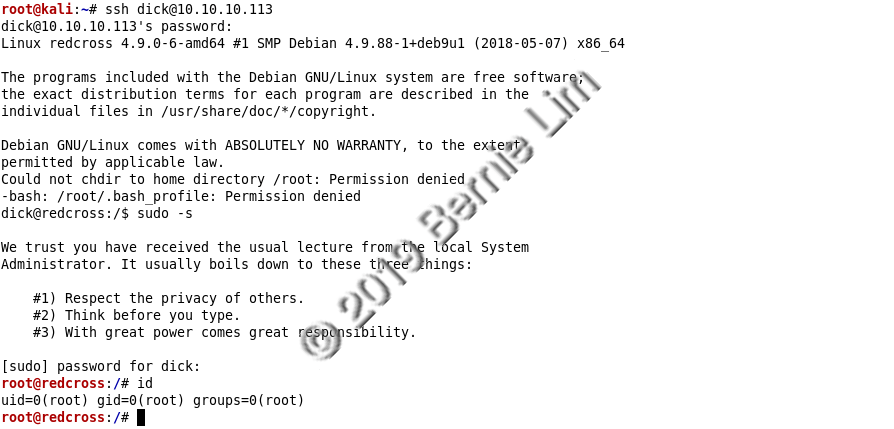 root@kali:~# ssh dick@10.10.10.113
dick@10.10.10.113's password:
Linux redcross 4.9.0-6-amd64 #1 SMP Debian 4.9.88-1+deb9u1 (2018-05-07) x86_64
The programs included with the Debian GNU/Linux system are free software;
the exact distribution terms for each program are described in the
individual files in /usr/share/doc/*/copyright.
Debian GNU/Linux comes with ABSOLUTELY NO WARRANTY, to the extent
permitted by applicable law.
Could not chdir to home directory /root: Permission denied
-bash: /root/.bash_profile: Permission denied
dick@redcross:/$ sudo -s
We trust you have received the usual lecture from the local System
Administrator. It usually boils down to these three things:
#1) Respect the privacy of others.
#2) Think before you type.
#3) With great power comes great responsibility.
[sudo] password for dick:
root@redcross:/# id
uid=0(root) gid=0(root) groups=0(root)
root@redcross:/#
© 2019 Bernie Lim